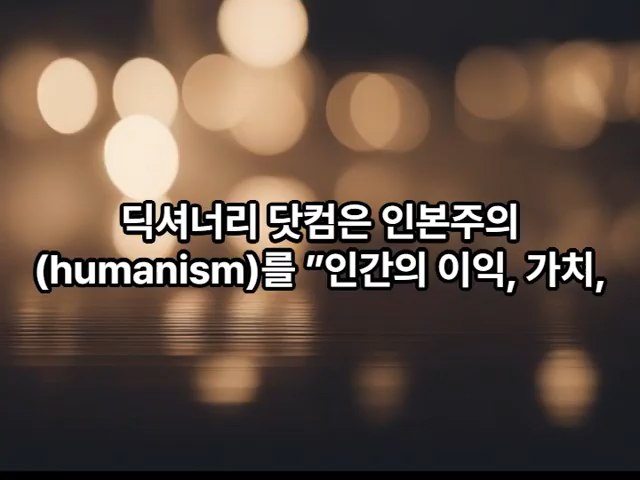 딕셔너리 닷컴은 인본주의
(humanism)를 "인간의 이익, 가치,